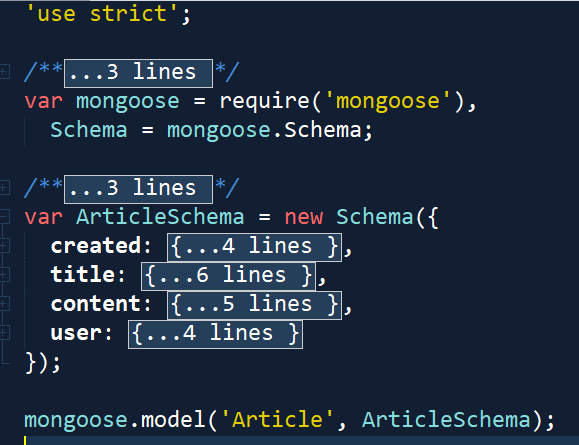 'use strict';
/**...3 lines */
var mongoose = require('mongoose'),
Schema = mongoose.Schema;
/**...3 lines */
var ArticleSchema = new Schema({
created: {...4 lines },
title: {...6 lines },
content: {...5 lines },
user: {...4 lines }
});
mongoose.model('Article', ArticleSchema);